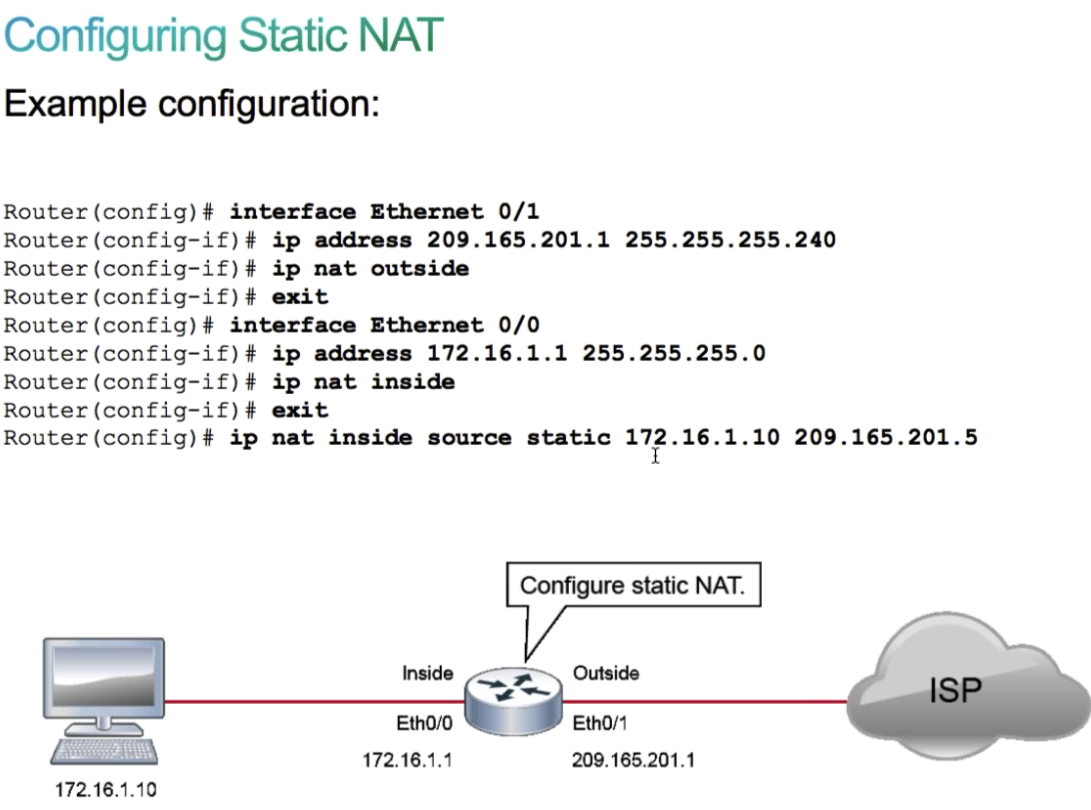 Configuring Static NAT
Example configuration:
Router(config)# interface Ethernet 0/1
Router(config-if)# ip address 209.165.201.1 255.255.255.240
Router(config-if)# ip nat outside
Router(config-if)# exit
Router(config)# interface Ethernet 0/0
Router(config-if)# ip address 172.16.1.1 255.255.255.0
Router(config-if)# ip nat inside
Router(config-if)# exit
Router(config)# ip nat inside source static 172.16.1.10 209.165.201.5
Configure static NAT.
Inside
Outside
ISP
Eth0/0
Eth0/1
172.16.1.1
209.165.201.1
172.16.1.10